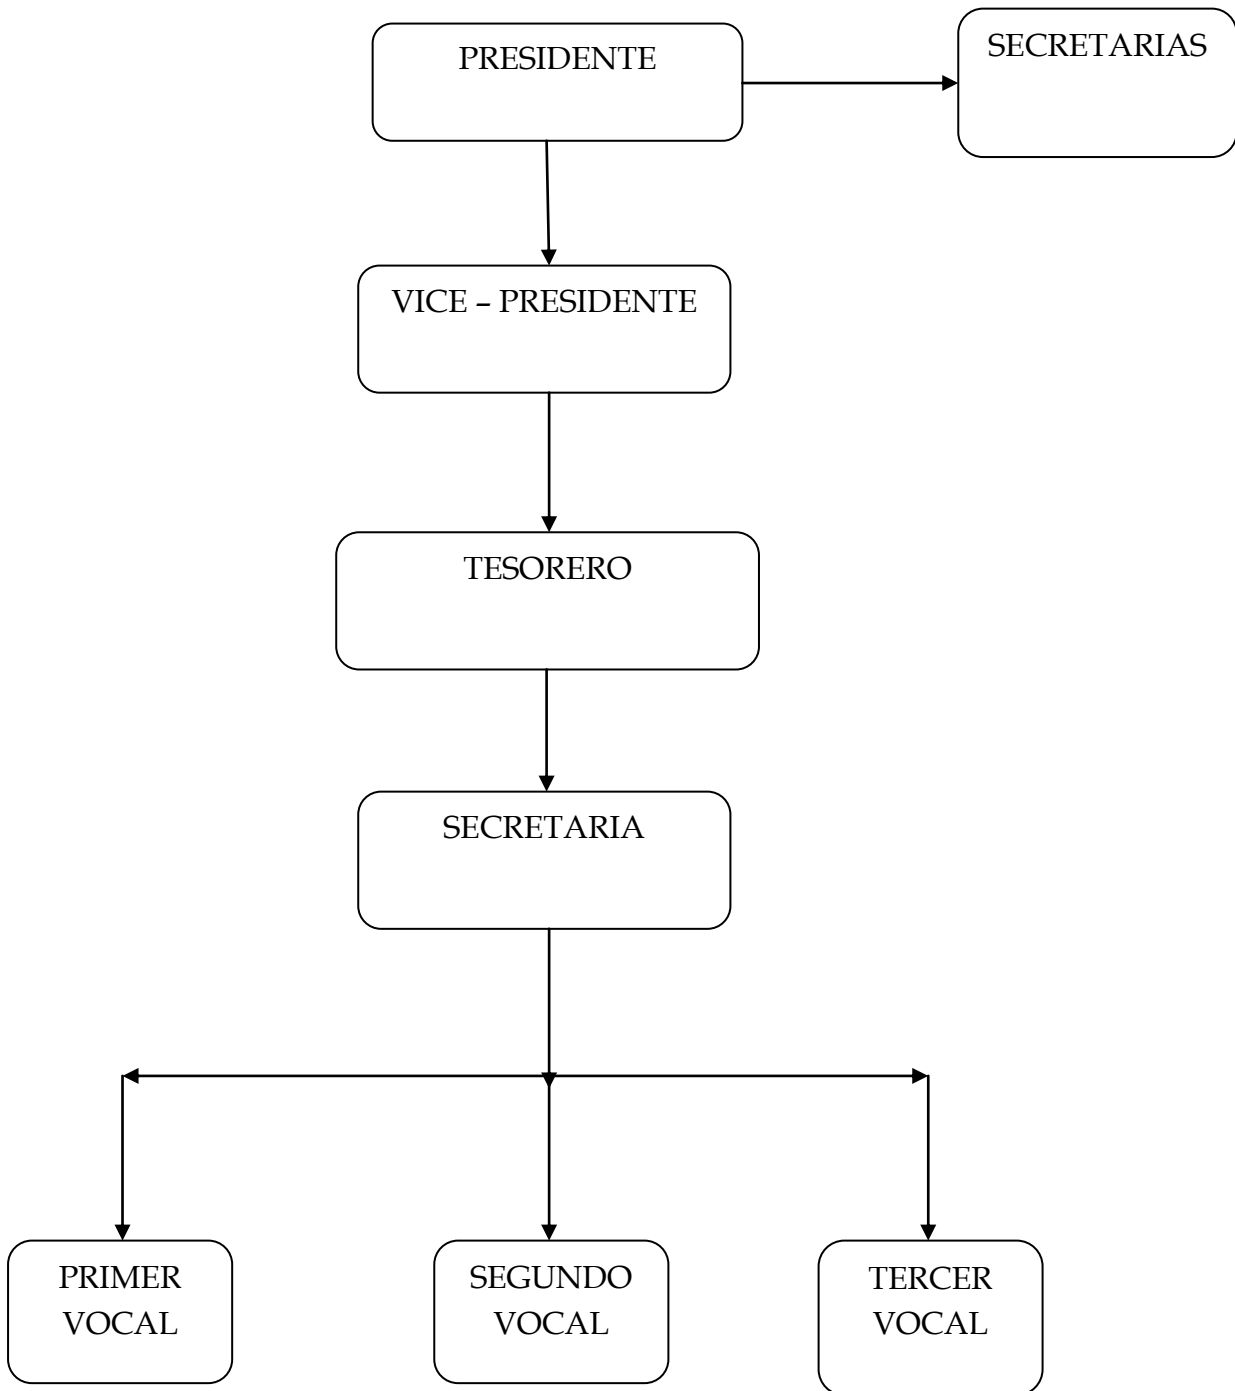 PRESIDENTE
SECRETARIAS
VICE – PRESIDENTE
TESORERO
SECRETARIA
PRIMER
VOCAL
SEGUNDO
VOCAL
TERCER
VOCAL